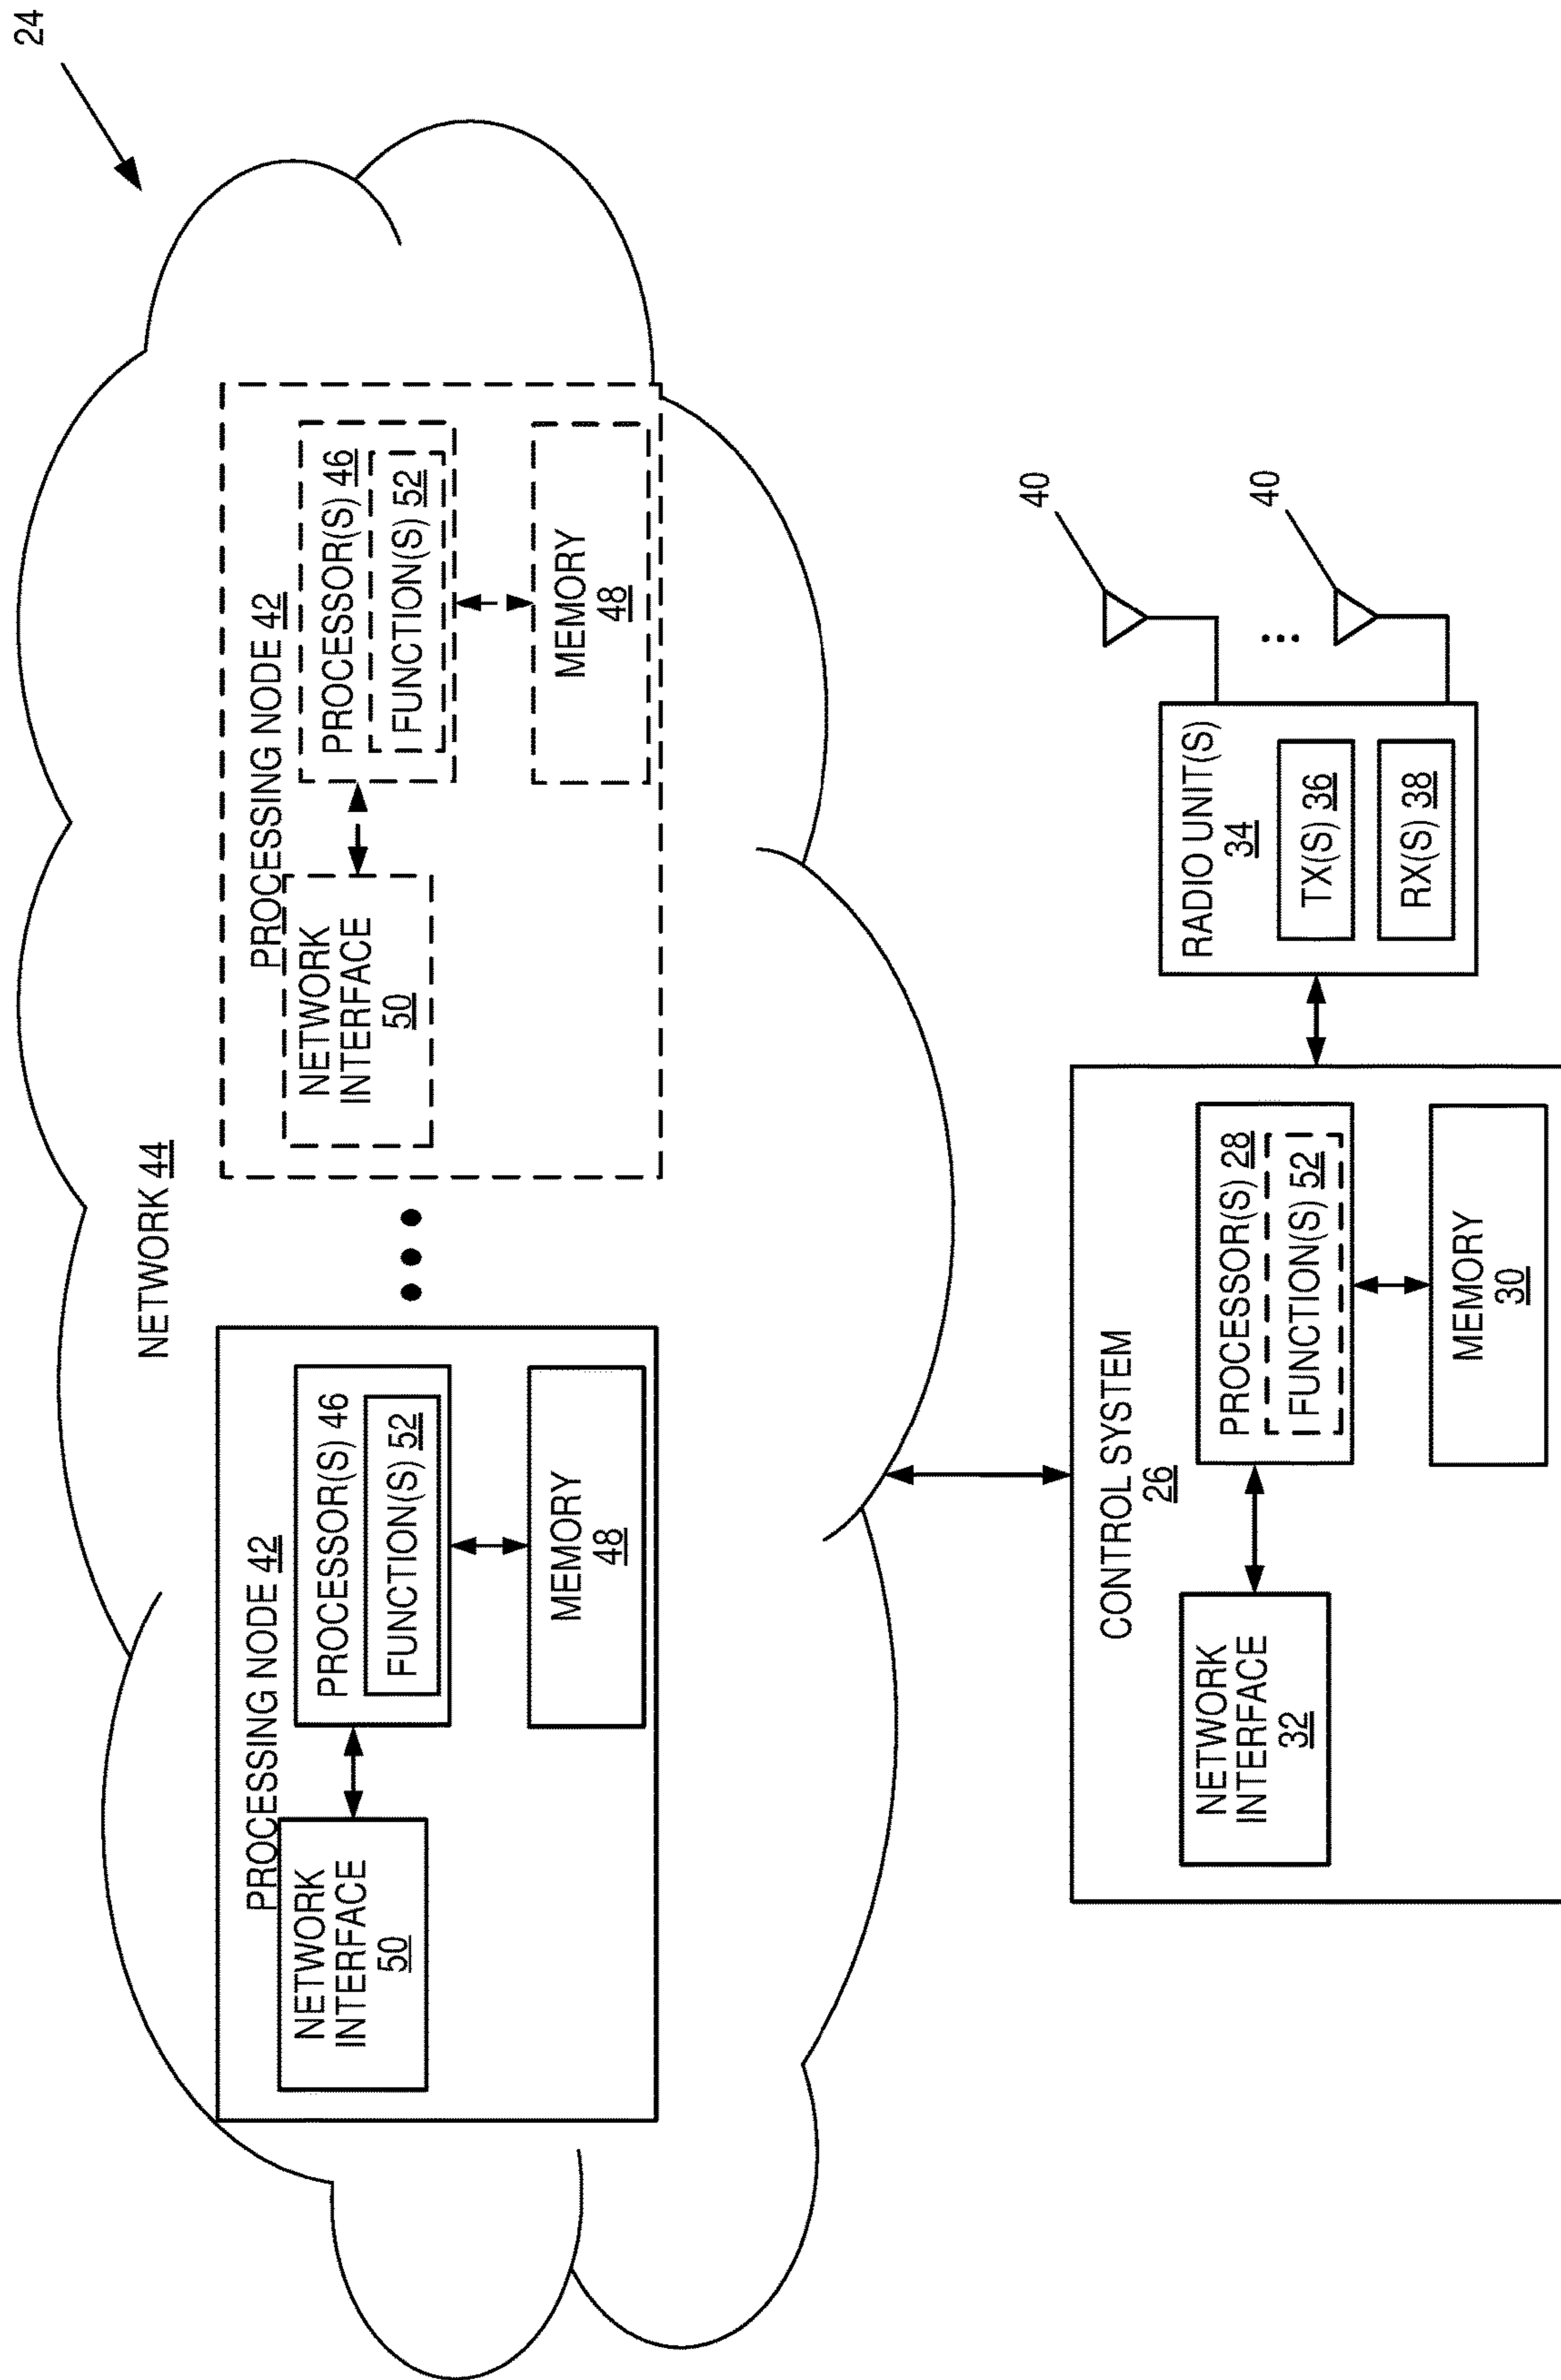 24
NETWORK 44
PROCESSING NODE 42
NETWORK
INTERFACE
50
PROCESSOR(S) 46
FUNCTION(S) 52
MEMORY
48
PROCESSING NODE 42
NETWORK
INTERFACE
50
PROCESSOR(S) 46
FUNCTION(S) 52
MEMORY
48
CONTROL SYSTEM
26
NETWORK
INTERFACE
32
PROCESSOR(S) 28
FUNCTION(S) 52
MEMORY
30
RADIO UNIT(S)
34
TX(S) 36
RX(S) 38
40
40